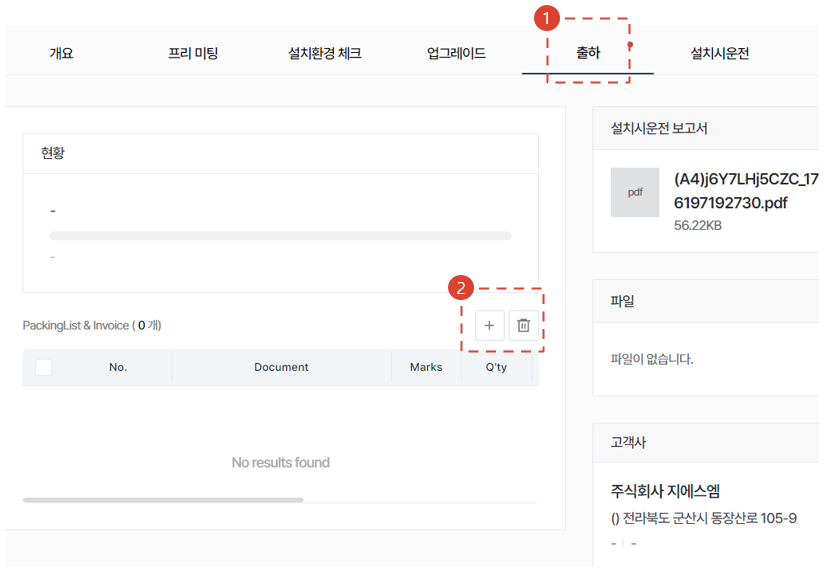 1
개요
프리 미팅
설치환경 체크
업그레이드
출하
설치시운전
현황
-
-
2
PackingList & Invoice ( 0 개)
+
No.
Document
Marks
Q'ty
No results found
설치시운전 보고서
pdf
(A4)j6Y7LHj5CZC_17
6197192730.pdf
56.22KB
파일
파일이 없습니다.
고객사
주식회사 지에스엠
() 전라북도 군산시 동장산로 105-9
- | -